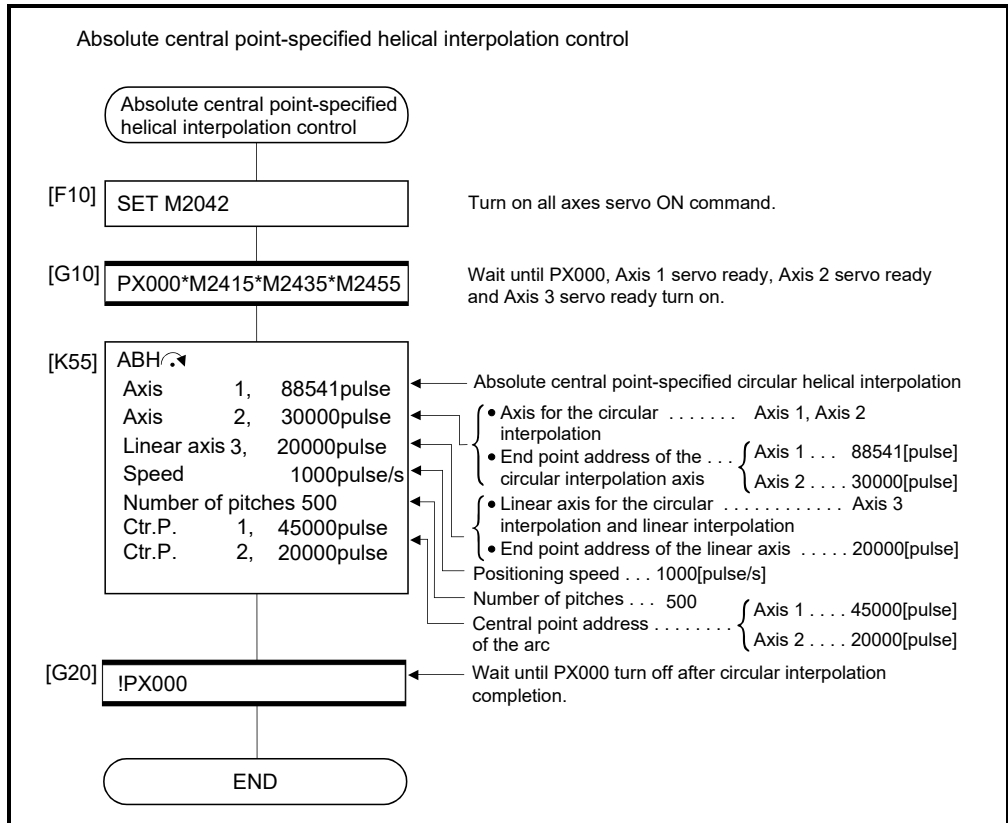 Absolute central point-specified helical interpolation control
Absolute central point-specified
helical interpolation control
[F10]
SET M2042
Turn on all axes servo ON command.
[G10]
PX000*M2415*M2435*M2455
Wait until PX000, Axis 1 servo ready, Axis 2 servo ready
and Axis 3 servo ready turn on.
[K55]
ABH
Axis 1, 88541pulse
Axis 2, 30000pulse
Linear axis 3, 20000pulse
Speed 1000pulse/s
Number of pitches 500
Ctr.P. 1, 45000pulse
Ctr.P. 2, 20000pulse
Absolute central point-specified circular helical interpolation
• Axis for the circular . . . . . . . Axis 1, Axis 2
interpolation
• End point address of the . . .
circular interpolation axis
Axis 1 . . . 88541[pulse]
Axis 2 . . . . 30000[pulse]
• Linear axis for the circular . . . . . . . . . . . . Axis 3
interpolation and linear interpolation
• End point address of the linear axis . . . . . 20000[pulse]
Positioning speed . . . 1000[pulse/s]
Number of pitches . . . 500
Central point address . . . . . . . .
of the arc
Axis 1 . . . . 45000[pulse]
Axis 2 . . . . 20000[pulse]
[G20]
!PX000
Wait until PX000 turn off after circular interpolation
completion.
END